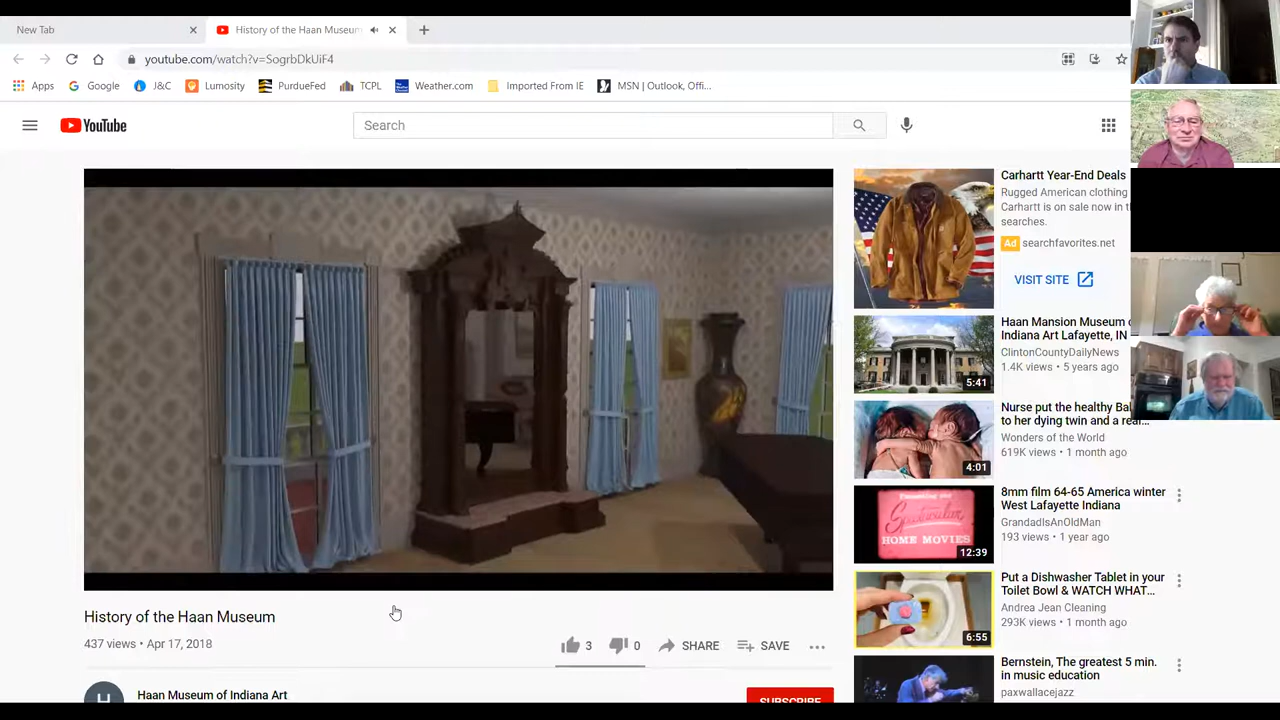 New Tab
History of the Haan Museum
youtube.com/watch?v=SogrbDkUiF4
Apps
Google
J&C
Lumosity
PurdueFed
TCPL
Weather.com
Imported From IE
MSN | Outlook, Offi...
YouTube
Search
Carhartt Year-End Deals
Rugged American clothing
Carhartt is on sale now in
searches.
Ad searchfavorites.net
VISIT SITE
Haan Mansion Museum
Indiana Art Lafayette, IN
ClintonCountyDailyNews
1.4K views • 5 years ago
5:41
Nurse put the healthy
to her dying twin and a
Wonders of the World
619K views • 1 month ago
4:01
8mm film 64-65 America winter
West Lafayette Indiana
GrandadIsAnOldMan
193 views • 1 year ago
Spectacular
HOME MOVIES
12:39
Put a Dishwasher Tablet in your
Toilet Bowl & WATCH WHAT...
Andrea Jean Cleaning
293K views • 1 month ago
6:55
Bernstein, The greatest 5 min.
in music education
paxwallacejazz
History of the Haan Museum
437 views • Apr 17, 2018
3
0
SHARE
SAVE
H
Haan Museum of Indiana Art
SUBSCRIBE